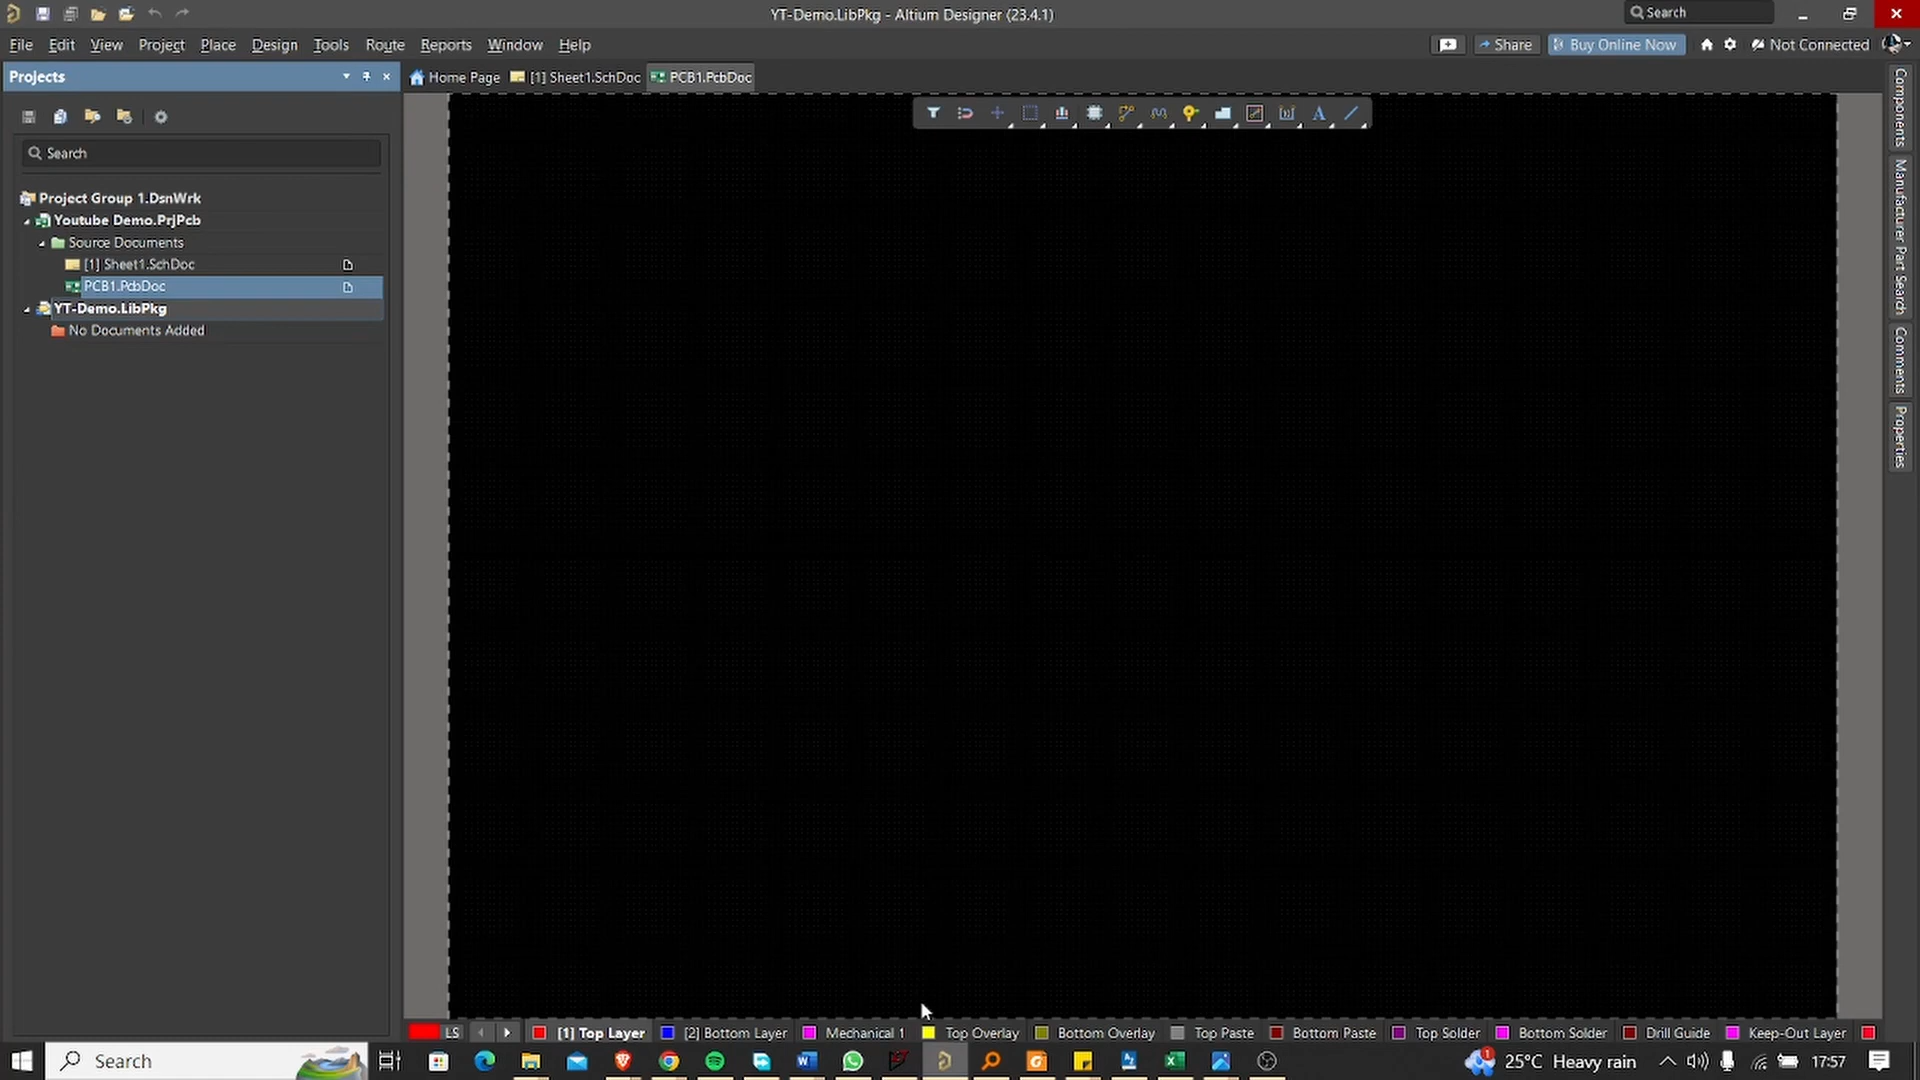 YT-Demo.LibPkg - Altium Designer (23.4.1)
Search
File Edit View Project Place Design Tools Route Reports Window Help
Share
Buy Online Now
Not Connected
Projects
Home Page
[1] Sheet1.SchDoc
PCB1.PcbDoc
Search
Project Group 1.DsnWrk
Youtube Demo.PrjPcb
Source Documents
[1] Sheet1.SchDoc
PCB1.PcbDoc
YT-Demo.LibPkg
No Documents Added
Components
Manufacturer Part Search
Comments
Properties
LS
[1] Top Layer
[2] Bottom Layer
Mechanical 1
Top Overlay
Bottom Overlay
Top Paste
Bottom Paste
Top Solder
Bottom Solder
Drill Guide
Keep-Out Layer
Search
1
25°C Heavy rain
17:57